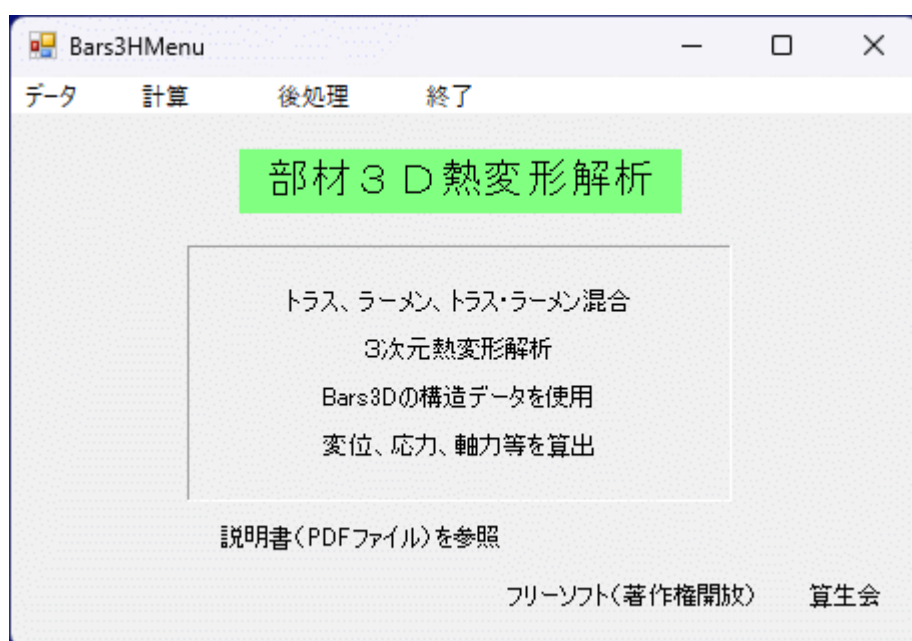 Bars3HMenu
データ 計算 後処理 終了
部材３Ｄ熱変形解析
トラス、ラーメン、トラス・ラーメン混合
3次元熱変形解析
Bars3Dの構造データを使用
変位、応力、軸力等を算出
説明書(PDFファイル)を参照
フリーソフト(著作権開放) 算生会